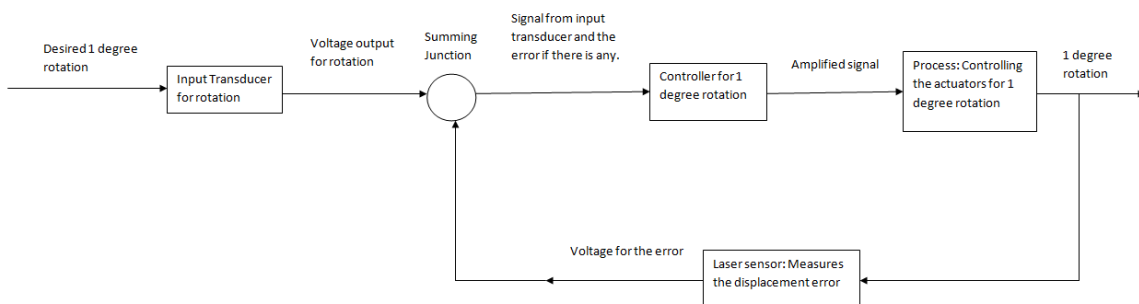 Desired 1 degree
rotation
Input Transducer
for rotation
Voltage output
for rotation
Summing
Junction
Signal from input
transducer and the
error if there is any.
Controller for 1
degree rotation
Amplified signal
Process: Controlling
the actuators for 1
degree rotation
1 degree
rotation
Voltage for the error
Laser sensor: Measures
the displacement error